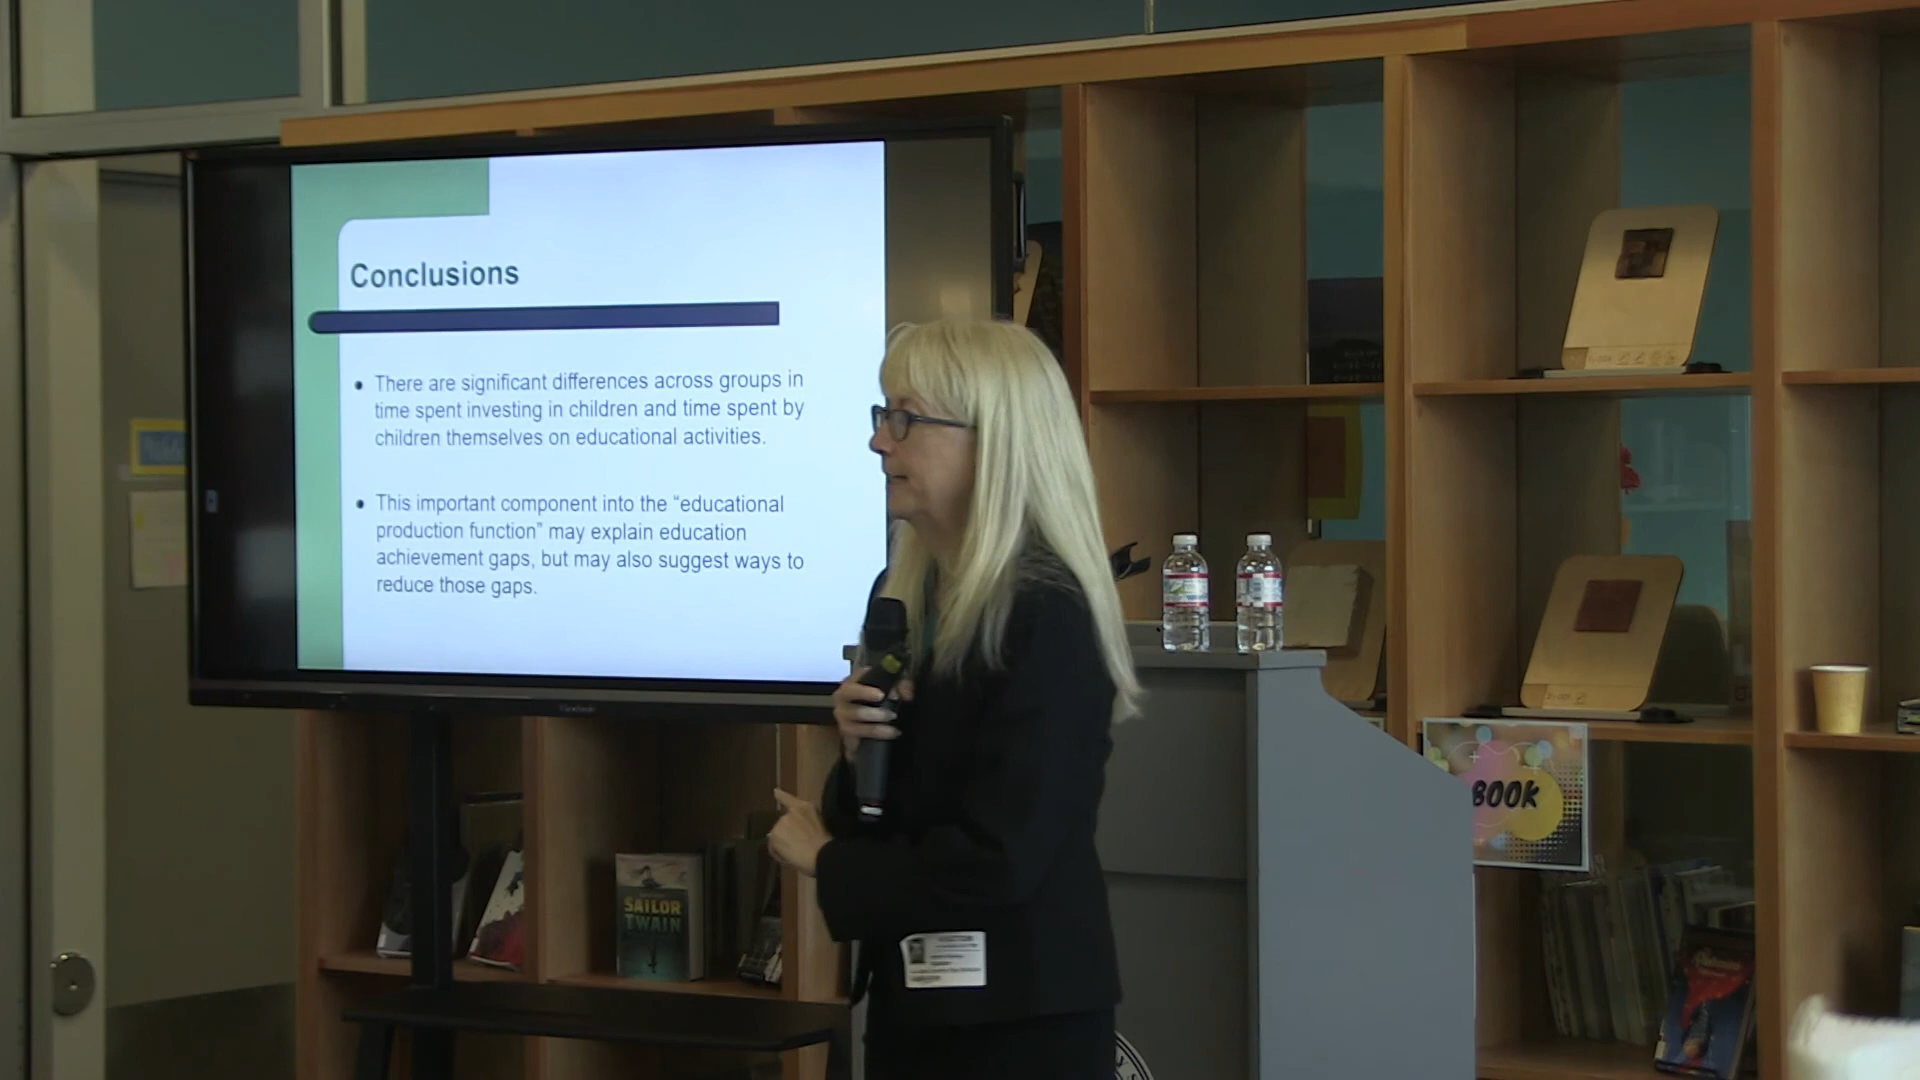 Conclusions
• There are significant differences across groups in
time spent investing in children and time spent by
children themselves on educational activities.
• This important component into the “educational
production function” may explain education
achievement gaps, but may also suggest ways to
reduce those gaps.
ViewSonic
SAILOR
TWAIN
BOOK
VISITOR